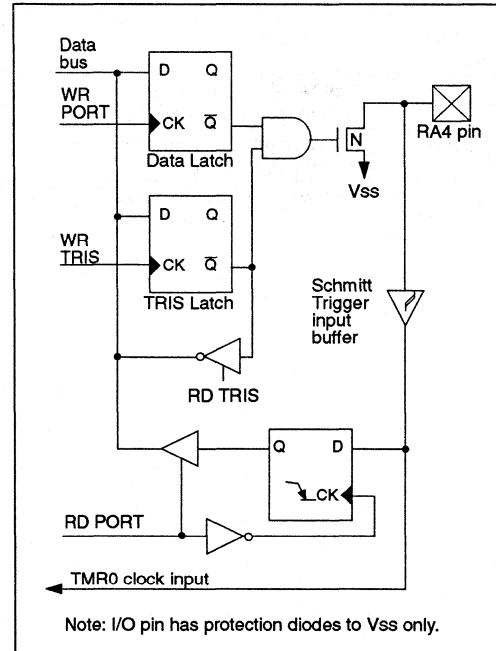 Data
bus
D Q
WR
PORT
CK Q
Data Latch
N
RA4 pin
Vss
D Q
WR
TRIS
CK Q
TRIS Latch
Schmitt
Trigger
input
buffer
RD TRIS
Q D
CK
RD PORT
TMR0 clock input
Note: I/O pin has protection diodes to Vss only.